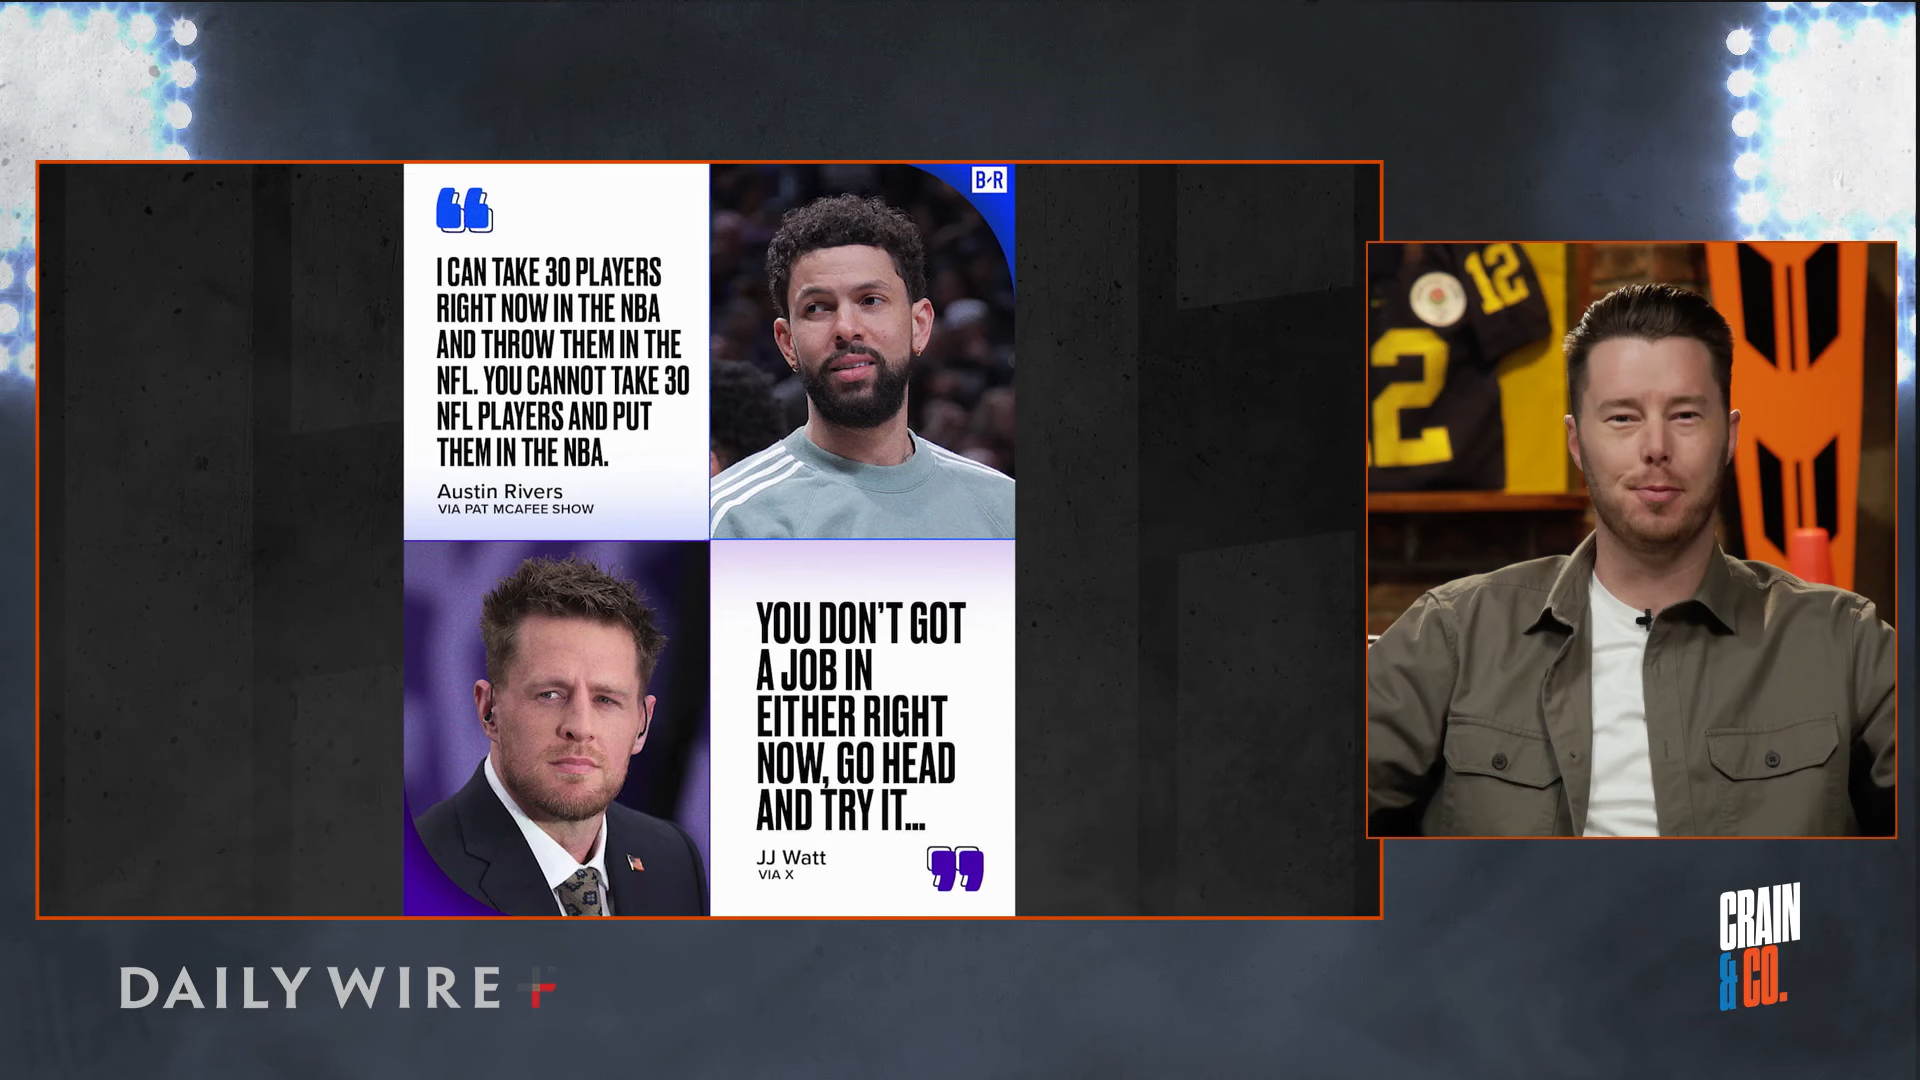 B/R
I CAN TAKE 30 PLAYERS
RIGHT NOW IN THE NBA
AND THROW THEM IN THE
NFL. YOU CANNOT TAKE 30
NFL PLAYERS AND PUT
THEM IN THE NBA.
Austin Rivers
VIA PAT MCAFEE SHOW
YOU DON'T GOT
A JOB IN
EITHER RIGHT
NOW, GO HEAD
AND TRY IT...
JJ Watt
VIA X
12
12
DAILY WIRE +
CRAIN
& CO.